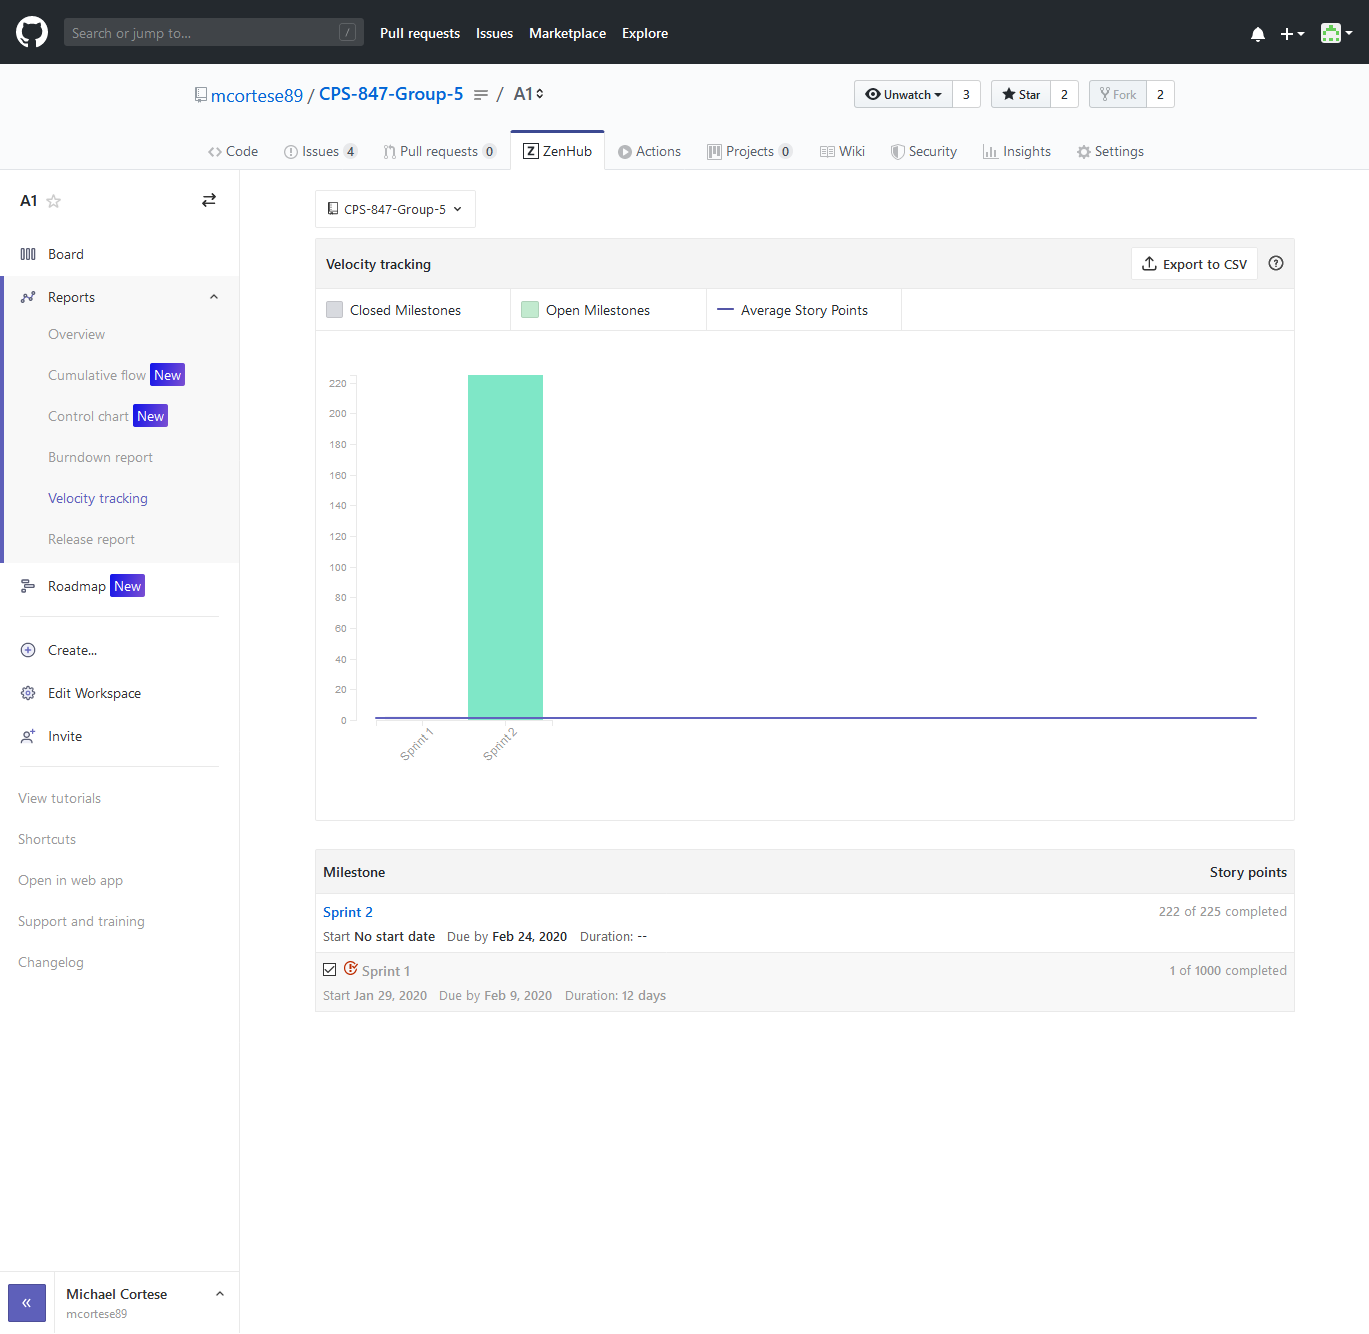 Search or jump to... /
Pull requests Issues Marketplace Explore
mcortese89 / CPS-847-Group-5 / A1
Unwatch 3 Star 2 Fork 2
Code Issues 4 Pull requests 0 Z ZenHub Actions Projects 0 Wiki Security Insights Settings
A1
Board
Reports
Overview
Cumulative flow New
Control chart New
Burndown report
Velocity tracking
Release report
Roadmap New
Create...
Edit Workspace
Invite
View tutorials
Shortcuts
Open in web app
Support and training
Changelog
« Michael Cortese
mcortese89
CPS-847-Group-5
Velocity tracking Export to CSV ?
Closed Milestones Open Milestones Average Story Points
220
200
180
160
140
120
100
80
60
40
20
0
Sprint 1 Sprint 2
Milestone Story points
Sprint 2 222 of 225 completed
Start No start date Due by Feb 24, 2020 Duration: --
Sprint 1 1 of 1000 completed
Start Jan 29, 2020 Due by Feb 9, 2020 Duration: 12 days